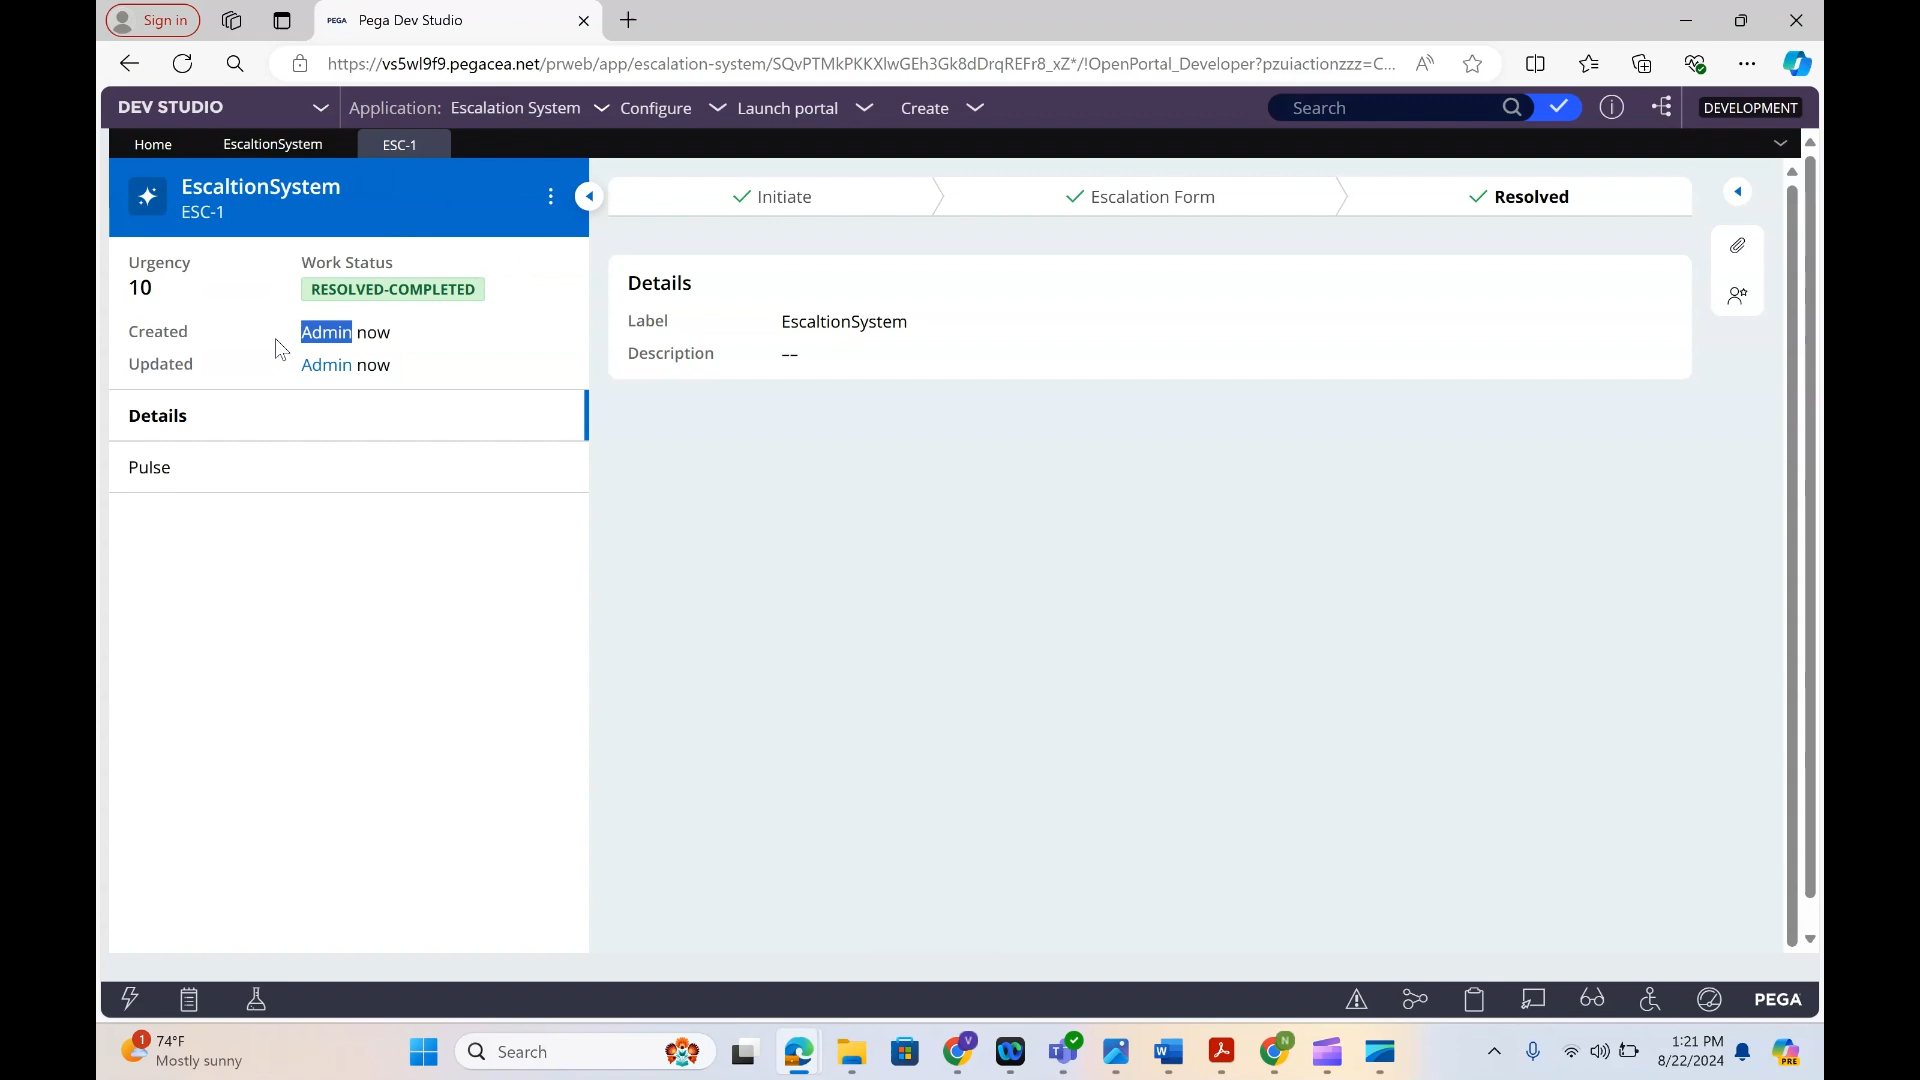 Sign in
PEGA Pega Dev Studio
https://vs5wl9f9.pegacea.net/prweb/app/escalation-system/SQvPTMkPKKXlwGEh3Gk8dDrqREFr8_xZ*/!OpenPortal_Developer?pzuiactionzzz=C...
DEV STUDIO Application: Escalation System Configure Launch portal Create Search DEVELOPMENT
Home EscaltionSystem ESC-1
EscaltionSystem
ESC-1
Initiate Escalation Form Resolved
Urgency Work Status
10 RESOLVED-COMPLETED
Created Admin now
Updated Admin now
Details
Pulse
Details
Label EscaltionSystem
Description ––
PEGA
1
74°F
Mostly sunny
Search
V
T
W
N
1:21 PM
8/22/2024
PRE